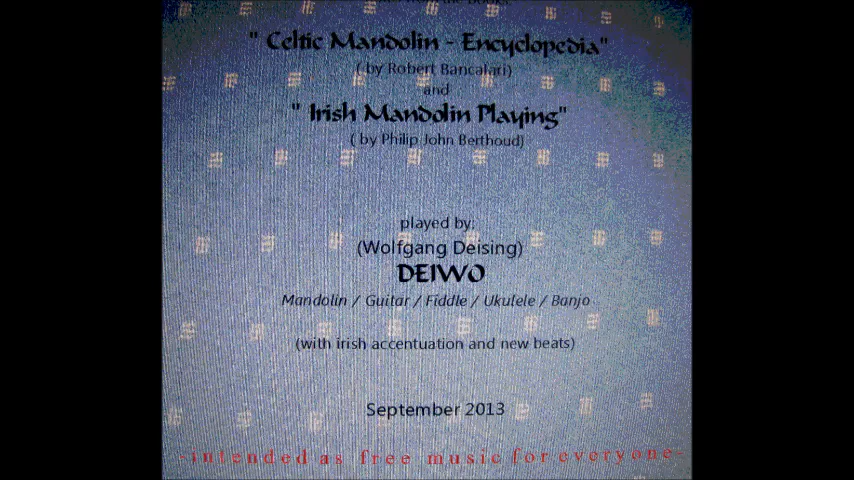 " Celtic Mandolin - Encyclopedia"
( by Robert Bancalari)
and
" Irish Mandolin Playing"
( by Philip John Berthoud)
played by:
(Wolfgang Deising)
DEIWO
Mandolin / Guitar / Fiddle / Ukulele / Banjo
(with irish accentuation and new beats)
September 2013
-intended as free music for everyone-